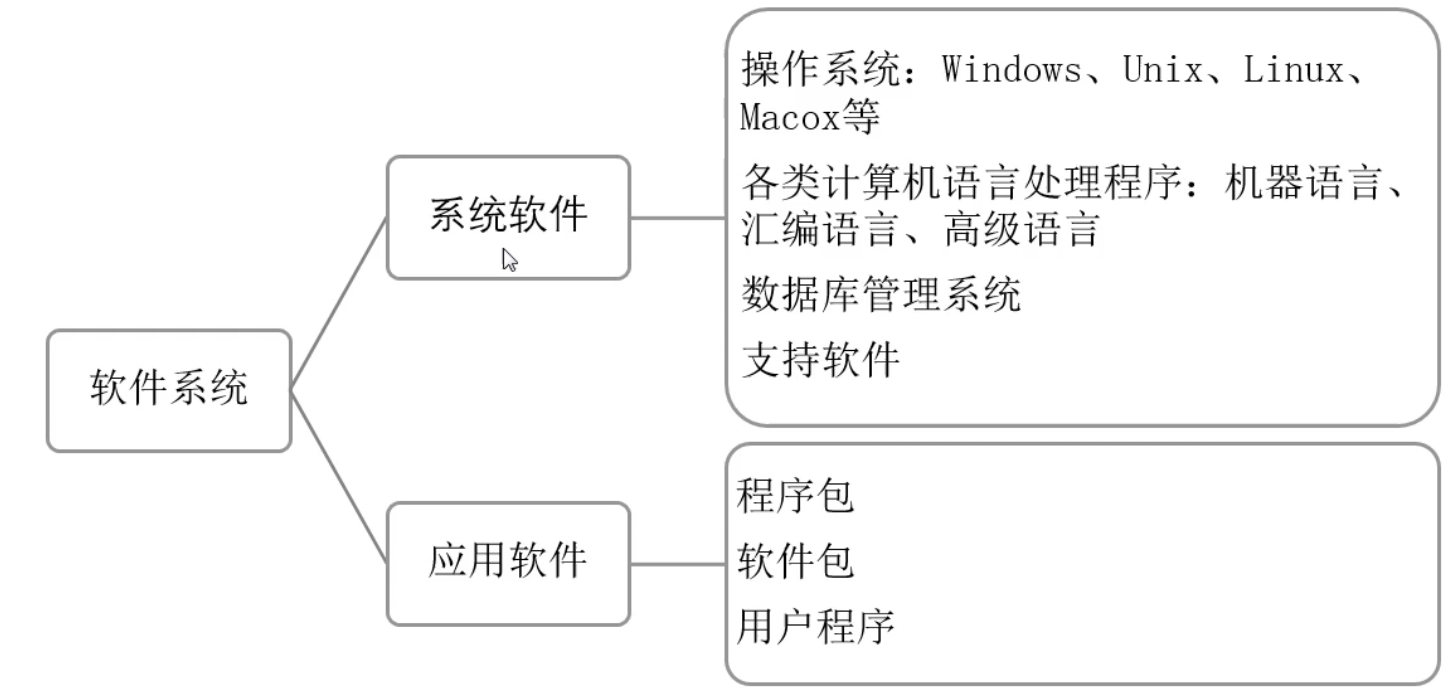 软件系统
系统软件
操作系统：Windows、Unix、Linux、
Macox等
各类计算机语言处理程序：机器语言、
汇编语言、高级语言
数据库管理系统
支持软件
应用软件
程序包
软件包
用户程序